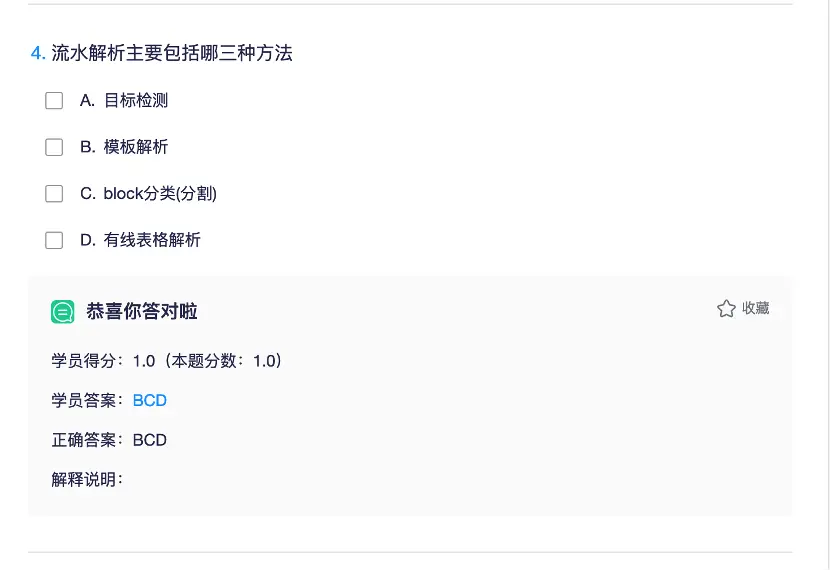 4. 流水解析主要包括哪三种方法
A. 目标检测
B. 模板解析
C. block分类(分割)
D. 有线表格解析
恭喜你答对啦
收藏
学员得分：1.0（本题分数：1.0）
学员答案：BCD
正确答案：BCD
解释说明：